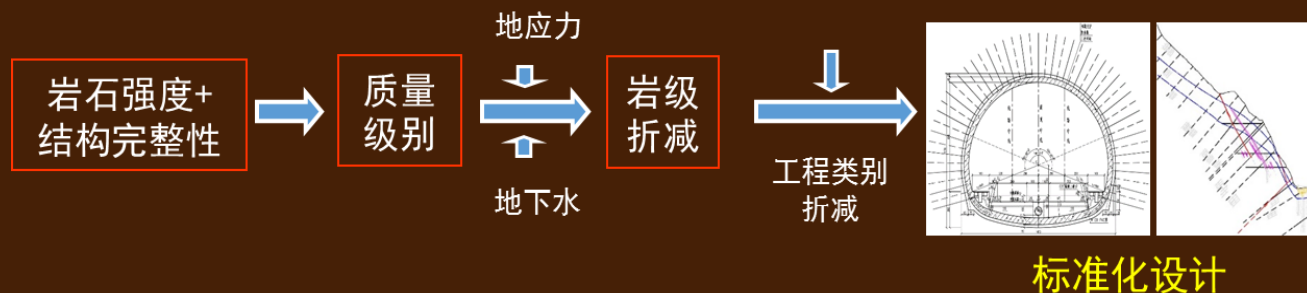 岩石强度+
结构完整性
质量
级别
地应力
地下水
岩级
折减
工程类别
折减
标准化设计